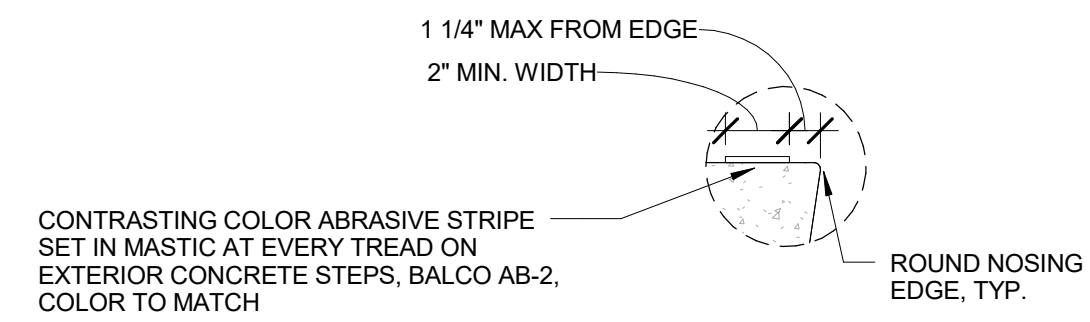 1 1/4" MAX FROM EDGE
2" MIN. WIDTH
CONTRASTING COLOR ABRASIVE STRIPE
SET IN MASTIC AT EVERY TREAD ON
EXTERIOR CONCRETE STEPS, BALCO AB-2,
COLOR TO MATCH
ROUND NOSING
EDGE, TYP.